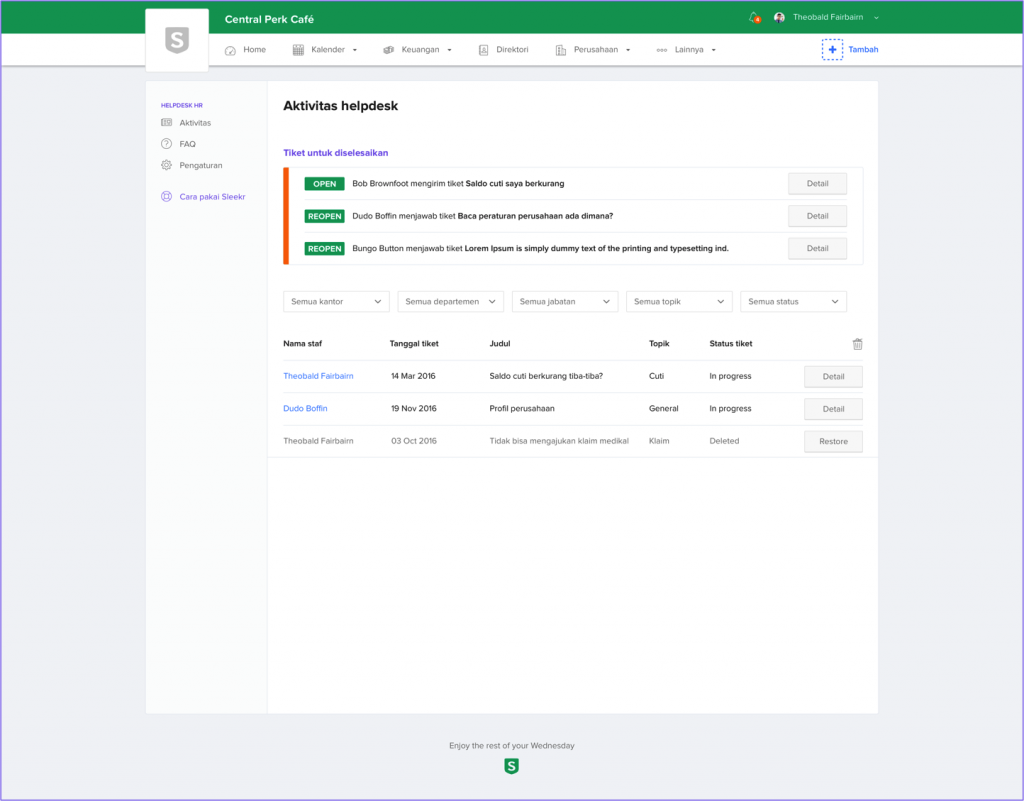 Central Perk Café
4
Theobald Fairbairn
S
Home
Kalender
Keuangan
Direktori
Perusahaan
Lainnya
+ Tambah
HELPDESK HR
Aktivitas
FAQ
Pengaturan
Cara pakai Sleekr
Aktivitas helpdesk
Tiket untuk diselesaikan
OPEN Bob Brownfoot mengirim tiket Saldo cuti saya berkurang Detail
REOPEN Dudo Boffin menjawab tiket Baca peraturan perusahaan ada dimana? Detail
REOPEN Bungo Button menjawab tiket Lorem Ipsum is simply dummy text of the printing and typesetting ind. Detail
Semua kantor Semua departemen Semua jabatan Semua topik Semua status
Nama staf Tanggal tiket Judul Topik Status tiket
Theobald Fairbairn 14 Mar 2016 Saldo cuti berkurang tiba-tiba? Cuti In progress Detail
Dudo Boffin 19 Nov 2016 Profil perusahaan General In progress Detail
Theobald Fairbairn 03 Oct 2016 Tidak bisa mengajukan klaim medikal Klaim Deleted Restore
Enjoy the rest of your Wednesday
S